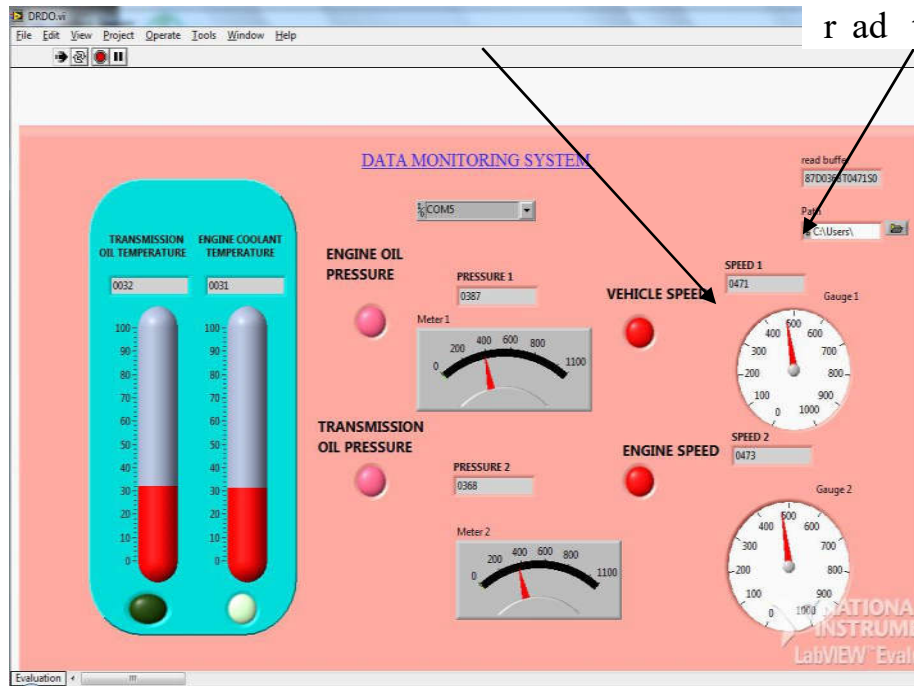 DRDO.vi
File Edit View Project Operate Tools Window Help
r ad
DATA MONITORING SYSTEM
read buffer
87D0368T0471S0
COM5
Path
C:\Users\
TRANSMISSION OIL TEMPERATURE
0032
100
90
80
70
60
50
40
30
20
10
0
ENGINE COOLANT TEMPERATURE
0031
100
90
80
70
60
50
40
30
20
10
0
ENGINE OIL
PRESSURE
PRESSURE 1
0387
Meter 1
0 200 400 600 800 1100
VEHICLE SPEED
SPEED 1
0471
Gauge 1
0 100 200 300 400 500 600 700 800 900 1000
TRANSMISSION
OIL PRESSURE
PRESSURE 2
0368
Meter 2
0 200 400 600 800 1100
ENGINE SPEED
SPEED 2
0473
Gauge 2
0 100 200 300 400 500 600 700 800 900 1000
NATIONA
INSTRUM
LabVIEW™ Eval
Evaluation